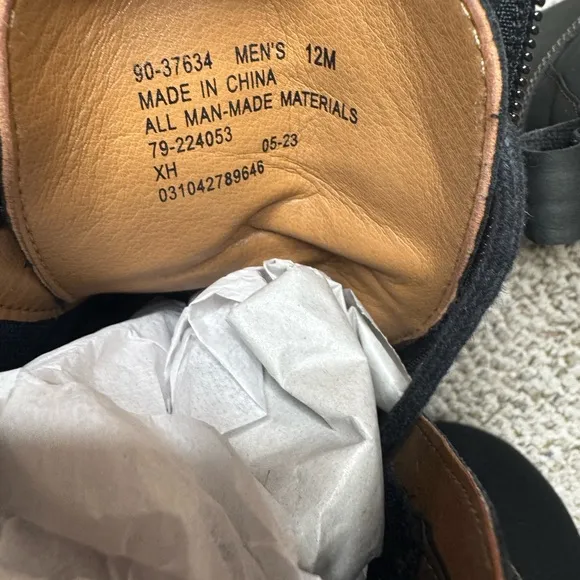 90-37634 MEN'S 12M
MADE IN CHINA
ALL MAN-MADE MATERIALS
79-224053 05-23
XH
031042789646